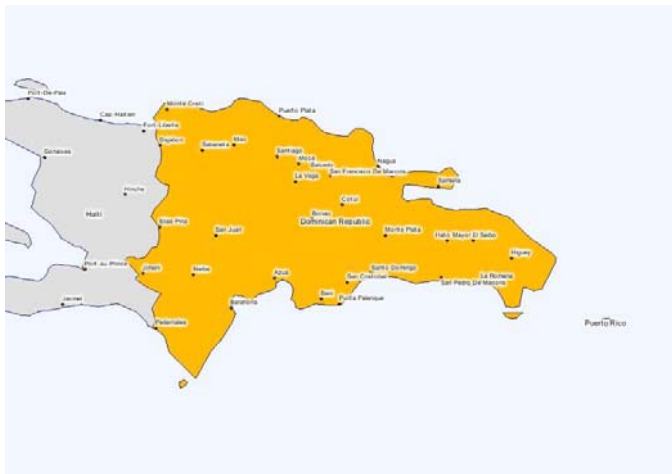 Port-De-Paix
Monte Cristi
Cap-Haitien
Puerto Plata
Fort-Liberte
Dajabon
Sabaneta
Mao
Gonaives
Santiago
Moca
Salcedo
Nagua
San Francisco De Macoris
La Vega
Samana
Hinche
Cotui
Haiti
Bonao
Dominican Republic
Elias Pina
San Juan
Monte Plata
Hato Mayor
El Seibo
Higuey
Port-au-Prince
Jimani
Neiba
Azua
Santo Domingo
San Cristobal
La Romana
San Pedro De Macoris
Jacmel
Barahona
Bani
Punta Palenque
Pedernales
Puerto Rico